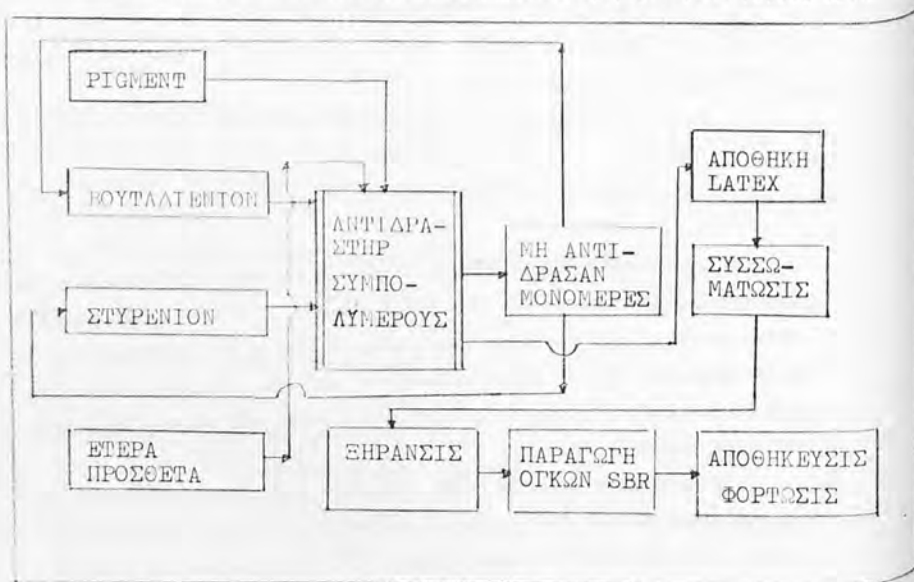 PIGMENT
ΒΟΥΤΑΔΙΕΝΙΟΝ
ΣΤΥΡΕΝΙΟΝ
ΕΤΕΡΑ
ΠΡΟΣΘΕΤΑ
ΑΝΤΙΔΡΑ-
ΣΤΗΡ
ΣΥΜΠΟ-
ΛΥΜΕΡΟΥΣ
ΜΗ ΑΝΤΙ-
ΔΡΑΣΑΝ
ΜΟΝΟΜΕΡΕΣ
ΑΠΟΘΗΚΗ
LATEX
ΣΥΣΣΩ-
ΜΑΤΩΣΙΣ
ΞΗΡΑΝΣΙΣ
ΠΑΡΑΓΩΓΗ
ΟΓΚΩΝ SBR
ΑΠΟΘΗΚΕΥΣΙΣ
ΦΟΡΤΩΣΙΣ